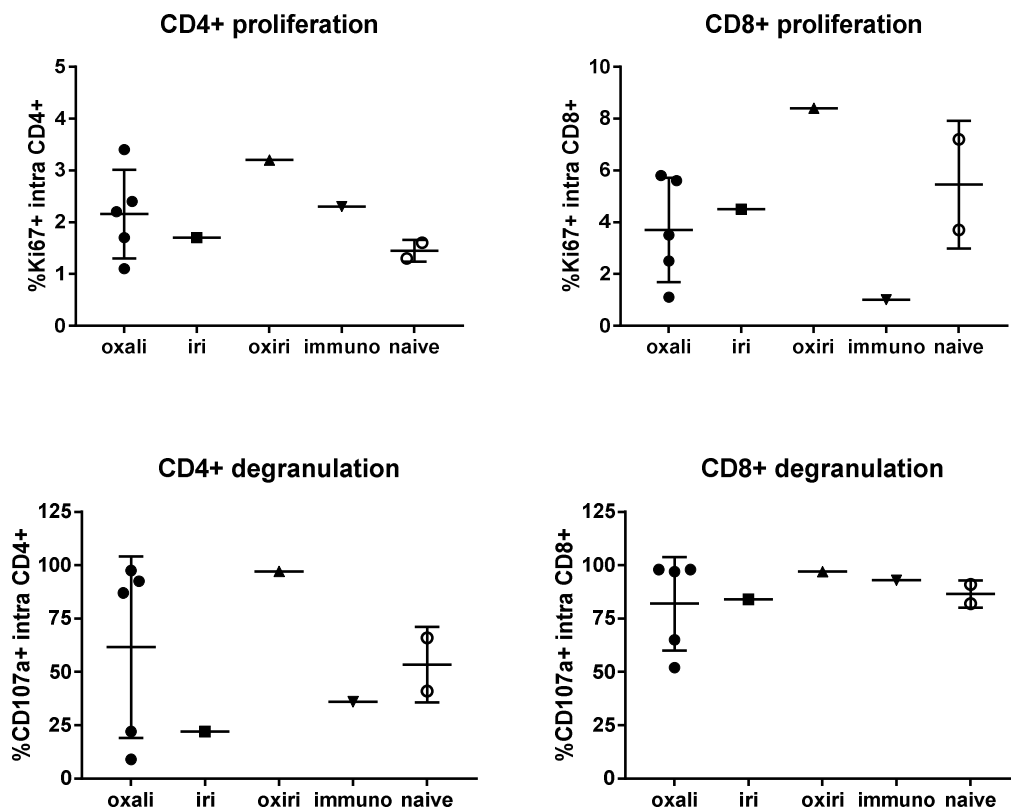 CD4+ proliferation
%Ki67+ intra CD4+
5
4
3
2
1
0
oxali iri oxiri immuno naive
CD8+ proliferation
%Ki67+ intra CD8+
10
8
6
4
2
0
oxali iri oxiri immuno naive
CD4+ degranulation
%CD107a+ intra CD4+
125
100
75
50
25
0
oxali iri oxiri immuno naive
CD8+ degranulation
%CD107a+ intra CD8+
125
100
75
50
25
0
oxali iri oxiri immuno naive